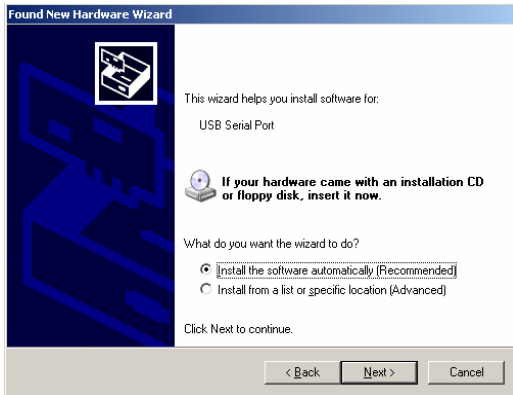 Found New Hardware Wizard
This wizard helps you install software for:
USB Serial Port
If your hardware came with an installation CD
or floppy disk, insert it now.
What do you want the wizard to do?
Install the software automatically (Recommended)
Install from a list or specific location (Advanced)
Click Next to continue.
< Back
Next >
Cancel